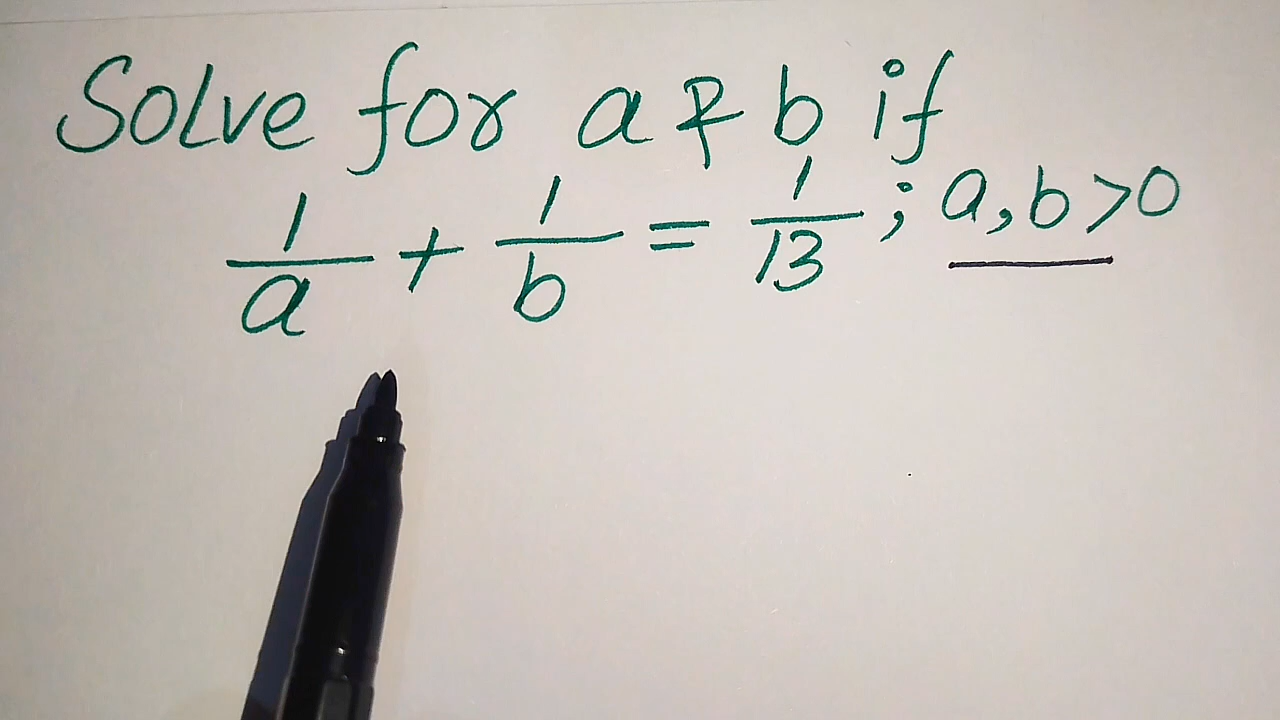 Solve for a & b if
1/a + 1/b = 1/13 ; a, b > 0